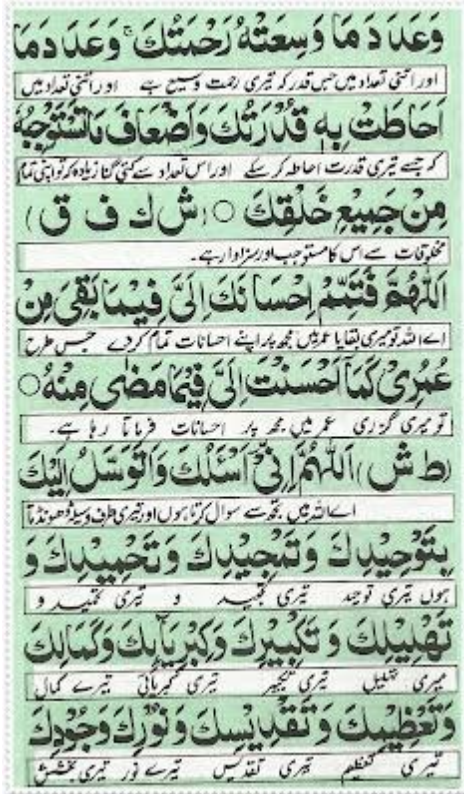 وَعَدَدَ مَا وَسِعَتْهُ رَحْمَتُكَ وَعَدَدَ مَا
اور اتنی تعداد میں جس قدر کہ تیری رحمت وسیع ہے اور اتنی تعداد میں
اَحَاطَتْ بِهٖ قُدْرَتُكَ وَاَضْعَافَ مَا تَسْتَوْجِبُهٗ
کہ جسے تیری قدرت احاطہ کر سکے اور اس تعداد سے کئی گنا زیادہ کہ تو اپنی تمام
مِنْ جَمِيْعِ خَلْقِكَ ○ (ش ك ف ق)
مخلوقات سے اس کا مستوجب اور سزاوار ہے۔
اَللّٰهُمَّ فَتَمِّمْ اِحْسَانَكَ اِلَيَّ فِيْمَا بَقِيَ مِنْ
اے اللہ تو میری بقایا عمر میں مجھ پر اپنے احسانات تمام کر دے جس طرح
عُمُرِيْ كَمَا اَحْسَنْتَ اِلَيَّ فِيْمَا مَضٰى مِنْهُ ○
تو میری گزری عمر میں مجھ پر احسانات فرماتا رہا ہے۔
(ط ش) اَللّٰهُمَّ اِنِّيْ اَسْئَلُكَ وَاَتَوَسَّلُ اِلَيْكَ
اے اللہ میں تجھ سے سوال کرتا ہوں اور تیری طرف وسیلہ ڈھونڈتا
بِتَوْحِيْدِكَ وَتَمْجِيْدِكَ وَتَحْمِيْدِكَ وَ
ہوں تیری توحید تیری تمجید و تیری تحمید و
تَهْلِيْلِكَ وَتَكْبِيْرِكَ وَكِبْرِيَآئِكَ وَكَمَالِكَ
تیری تہلیل تیری تکبیر تیری کبریائی تیرے کمال
وَتَعْظِيْمِكَ وَتَقْدِيْسِكَ وَنُوْرِكَ وَجُوْدِكَ
تیری تعظیم تیری تقدیس تیرے نور تیری بخشش